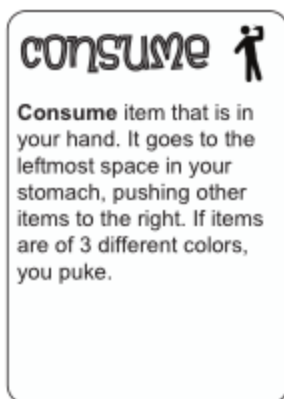 consume
Consume item that is in
your hand. It goes to the
leftmost space in your
stomach, pushing other
items to the right. If items
are of 3 different colors,
you puke.